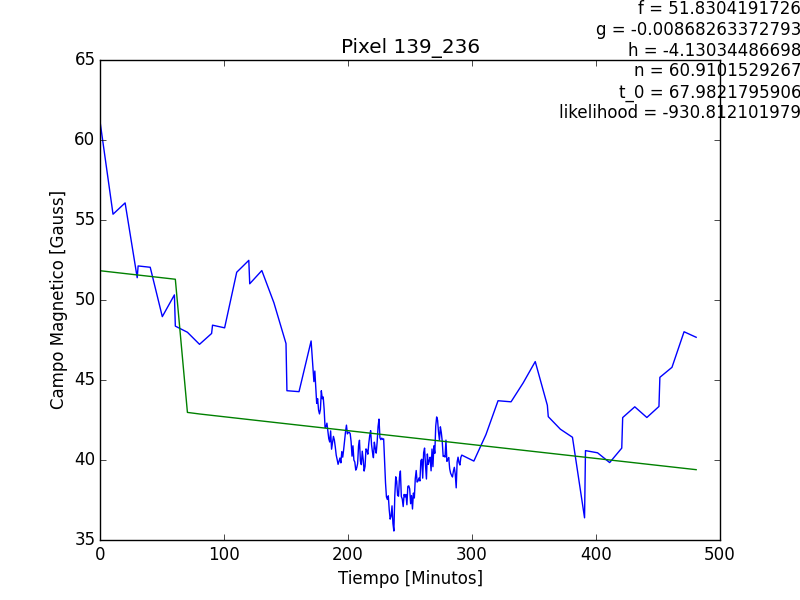 f = 51.8304191726
g = -0.00868263372793
h = -4.13034486698
n = 60.9101529267
t_0 = 67.9821795906
likelihood = -930.812101979
Pixel 139_236
65
60
55
50
45
40
35
Campo Magnetico [Gauss]
0 100 200 300 400 500
Tiempo [Minutos]